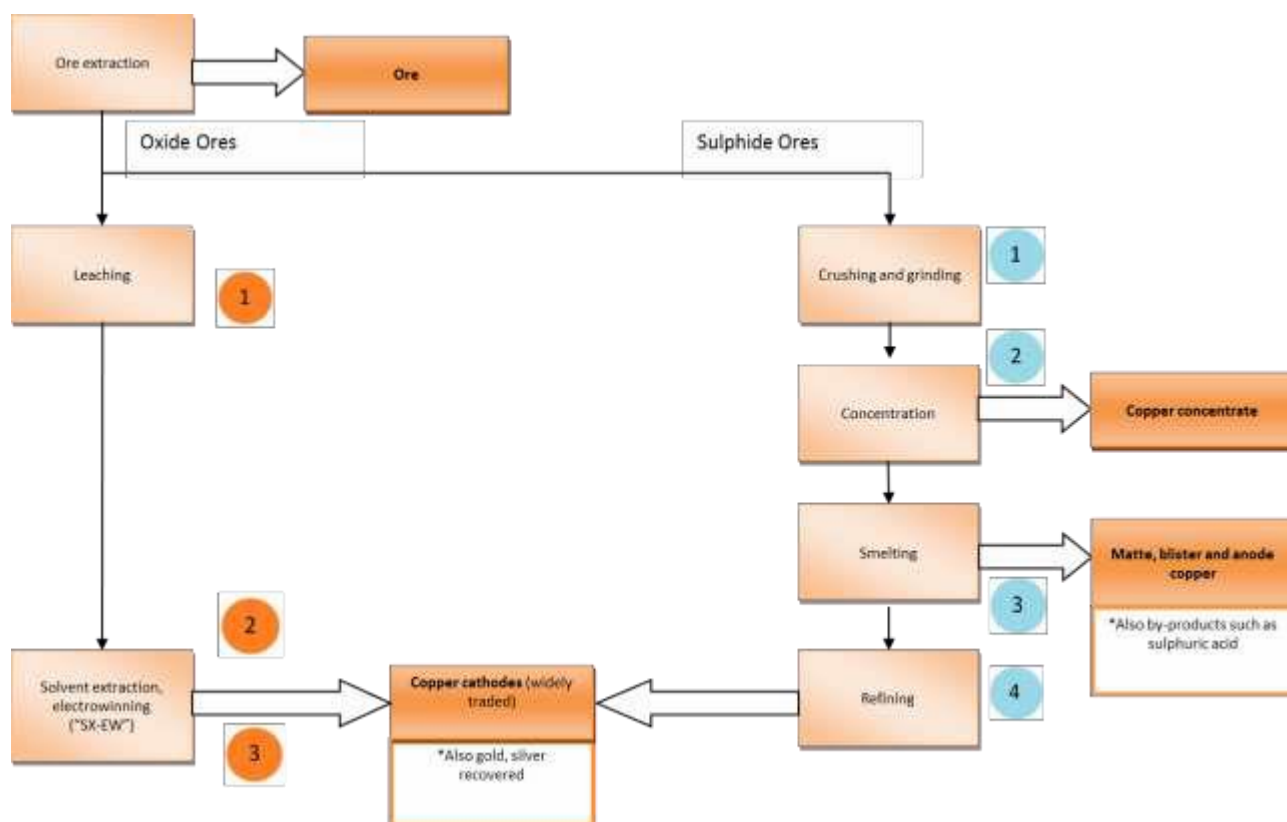 Ore extraction
Ore
Oxide Ores
Sulphide Ores
Leaching
1
Crushing and grinding
1
2
Concentration
Copper concentrate
Smelting
Matte, blister and anode
copper
3
*Also by-products such as
sulphuric acid
2
Solvent extraction,
electrowinning
("SX-EW")
3
Copper cathodes (widely
traded)
*Also gold, silver
recovered
Refining
4